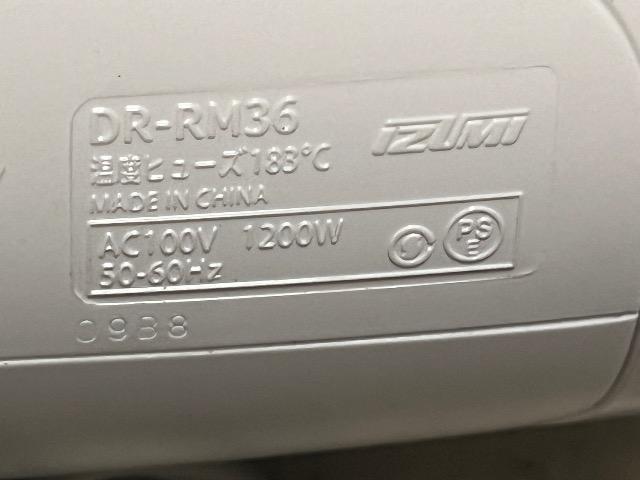 DR-RM36
IZUMI
温度ヒューズ183℃
MADE IN CHINA
AC100V 1200W
50-60Hz
PS
E
09B8